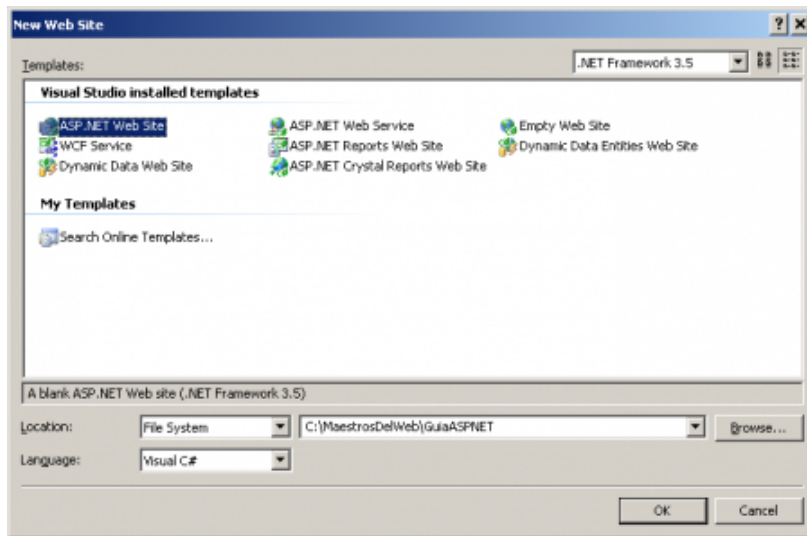 New Web Site
Templates:
.NET Framework 3.5
Visual Studio installed templates
ASP.NET Web Site
ASP.NET Web Service
Empty Web Site
WCF Service
ASP.NET Reports Web Site
Dynamic Data Entities Web Site
Dynamic Data Web Site
ASP.NET Crystal Reports Web Site
My Templates
Search Online Templates...
A blank ASP.NET Web site (.NET Framework 3.5)
Location:
File System
C:\MaestrosDelWeb\GuiaASPNET
Browse...
Language:
Visual C#
OK
Cancel